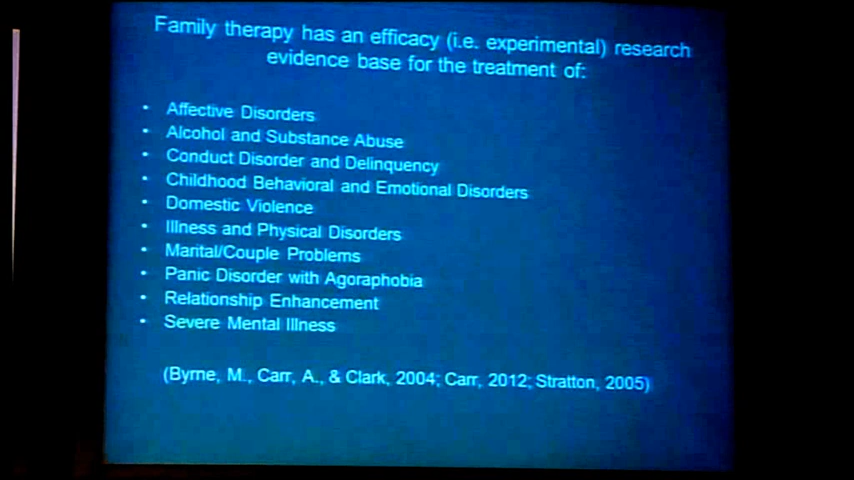 Family therapy has an efficacy (i.e. experimental) research
evidence base for the treatment of:
• Affective Disorders
• Alcohol and Substance Abuse
• Conduct Disorder and Delinquency
• Childhood Behavioral and Emotional Disorders
• Domestic Violence
• Illness and Physical Disorders
• Marital/Couple Problems
• Panic Disorder with Agoraphobia
• Relationship Enhancement
• Severe Mental Illness
(Byrne, M., Carr, A., & Clark, 2004; Carr, 2012; Stratton, 2005)